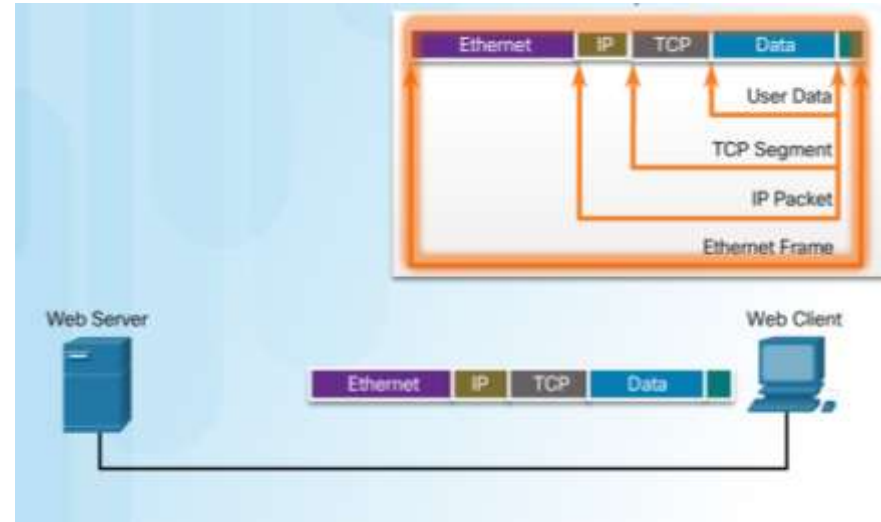 Ethernet IP TCP Data
User Data
TCP Segment
IP Packet
Ethernet Frame
Web Server Web Client
Ethernet IP TCP Data